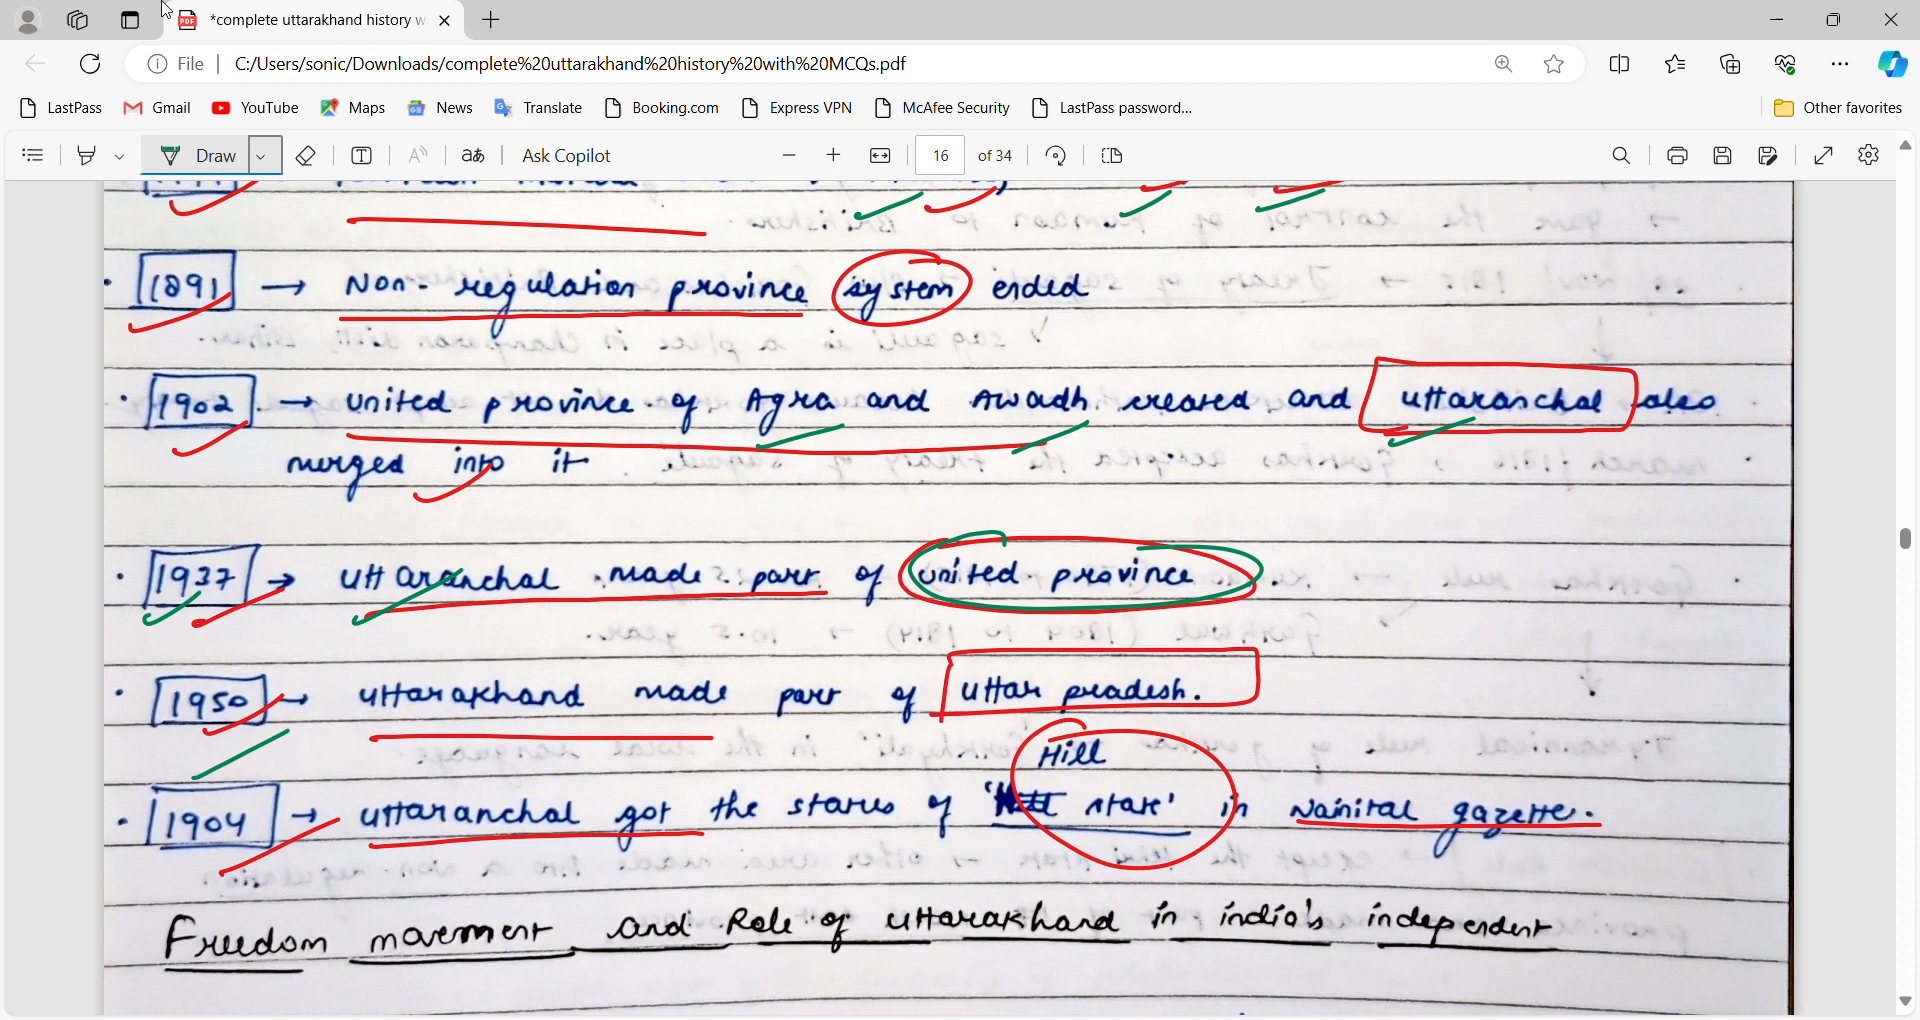 *complete uttarakhand history w
File C:/Users/sonic/Downloads/complete%20uttarakhand%20history%20with%20MCQs.pdf
LastPass Gmail YouTube Maps News Translate Booking.com Express VPN McAfee Security LastPass password... Other favorites
Draw Ask Copilot 16 of 34
1891 → Non-regulation province system ended
1902 → United province of Agra and Awadh created and uttaranchal also
merged into it
1937 → uttaranchal made part of united province.
1950 → uttarakhand made part of uttar pradesh.
Hill
1904 → uttaranchal got the status of ' state' in Nainital gazette.
Freedom movement and Role of uttarakhand in india's independent